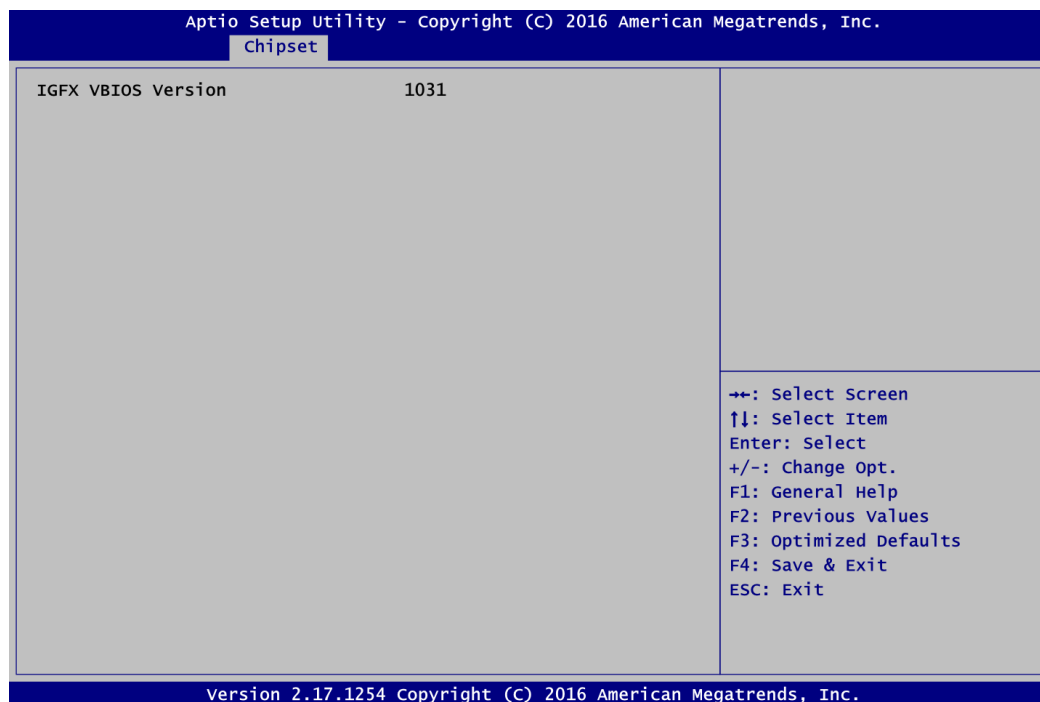 Aptio Setup Utility – Copyright (C) 2016 American Megatrends, Inc.
Chipset
IGFX VBIOS Version 1031
→←: Select Screen
↑↓: Select Item
Enter: Select
+/-: Change Opt.
F1: General Help
F2: Previous Values
F3: Optimized Defaults
F4: Save & Exit
ESC: Exit
Version 2.17.1254 Copyright (C) 2016 American Megatrends, Inc.